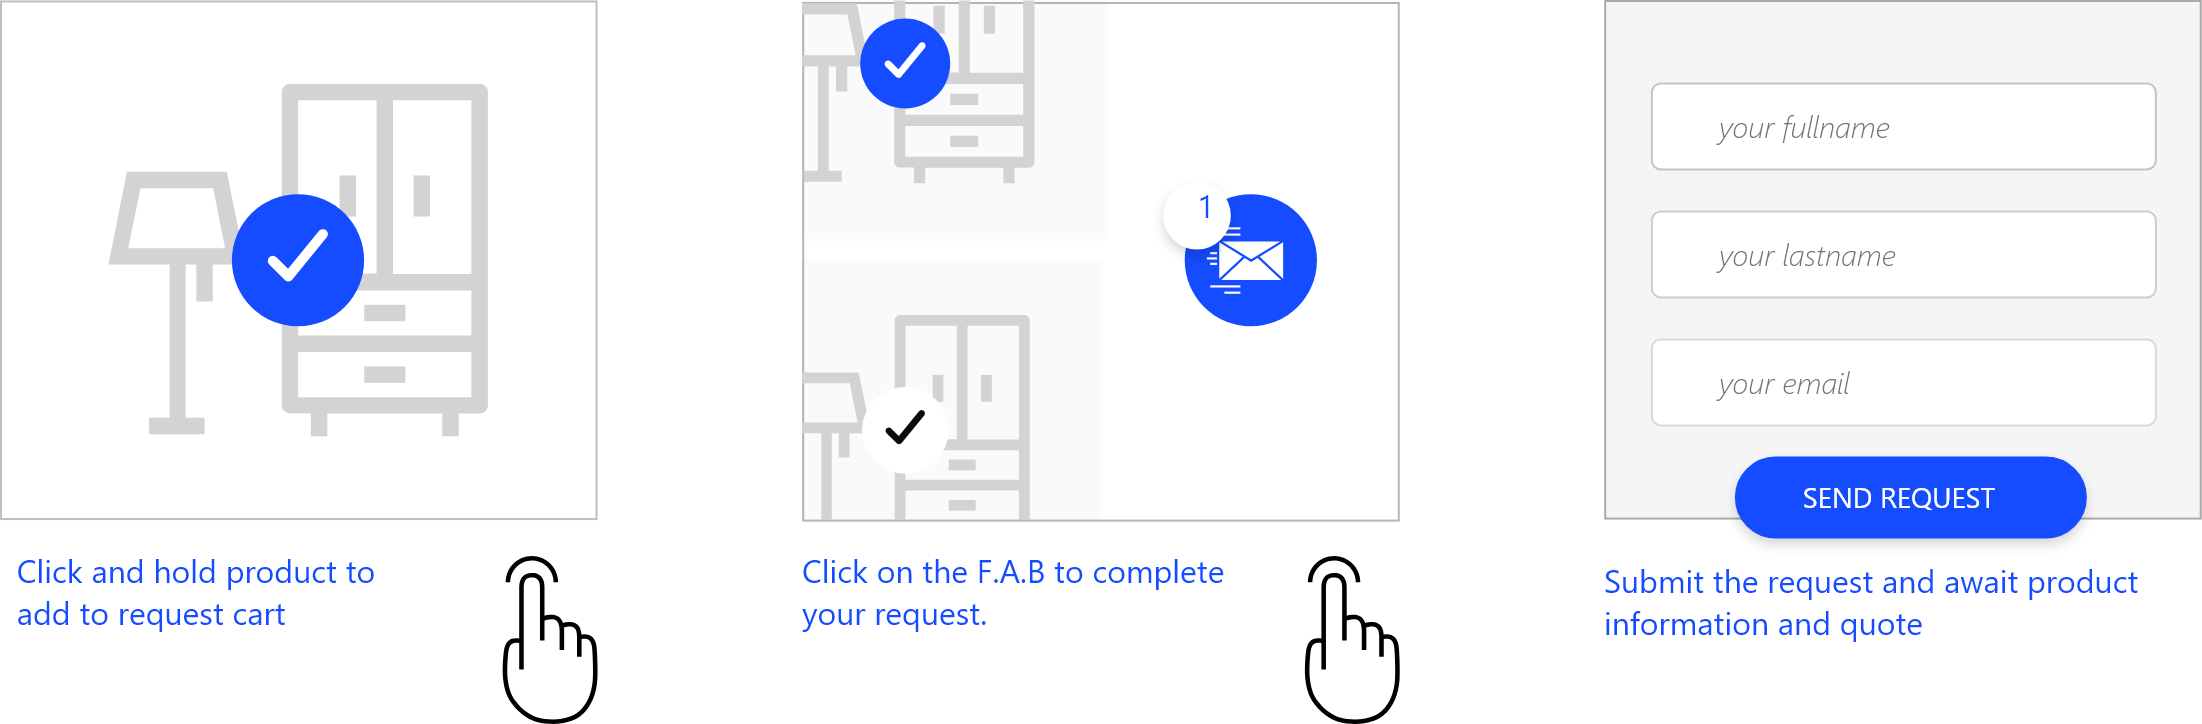 Click and hold product to
add to request cart
1
Click on the F.A.B to complete
your request.
your fullname
your lastname
your email
SEND REQUEST
Submit the request and await product
information and quote